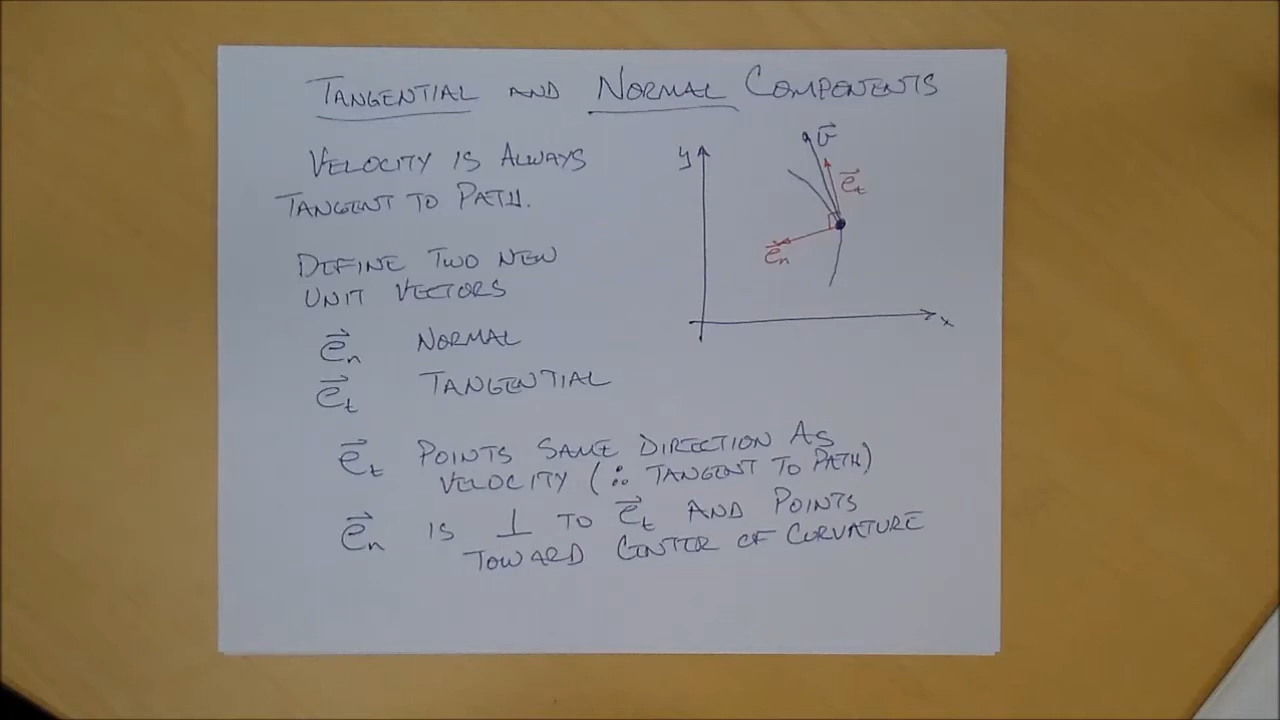 TANGENTIAL AND NORMAL COMPONENTS
VELOCITY IS ALWAYS
TANGENT TO PATH.
DEFINE TWO NEW
UNIT VECTORS
e⃗n NORMAL
e⃗t TANGENTIAL
e⃗t POINTS SAME DIRECTION AS
VELOCITY (∴ TANGENT TO PATH)
e⃗n IS ⊥ TO e⃗t AND POINTS
TOWARD CENTER OF CURVATURE
y
v⃗
e⃗t
e⃗n
x